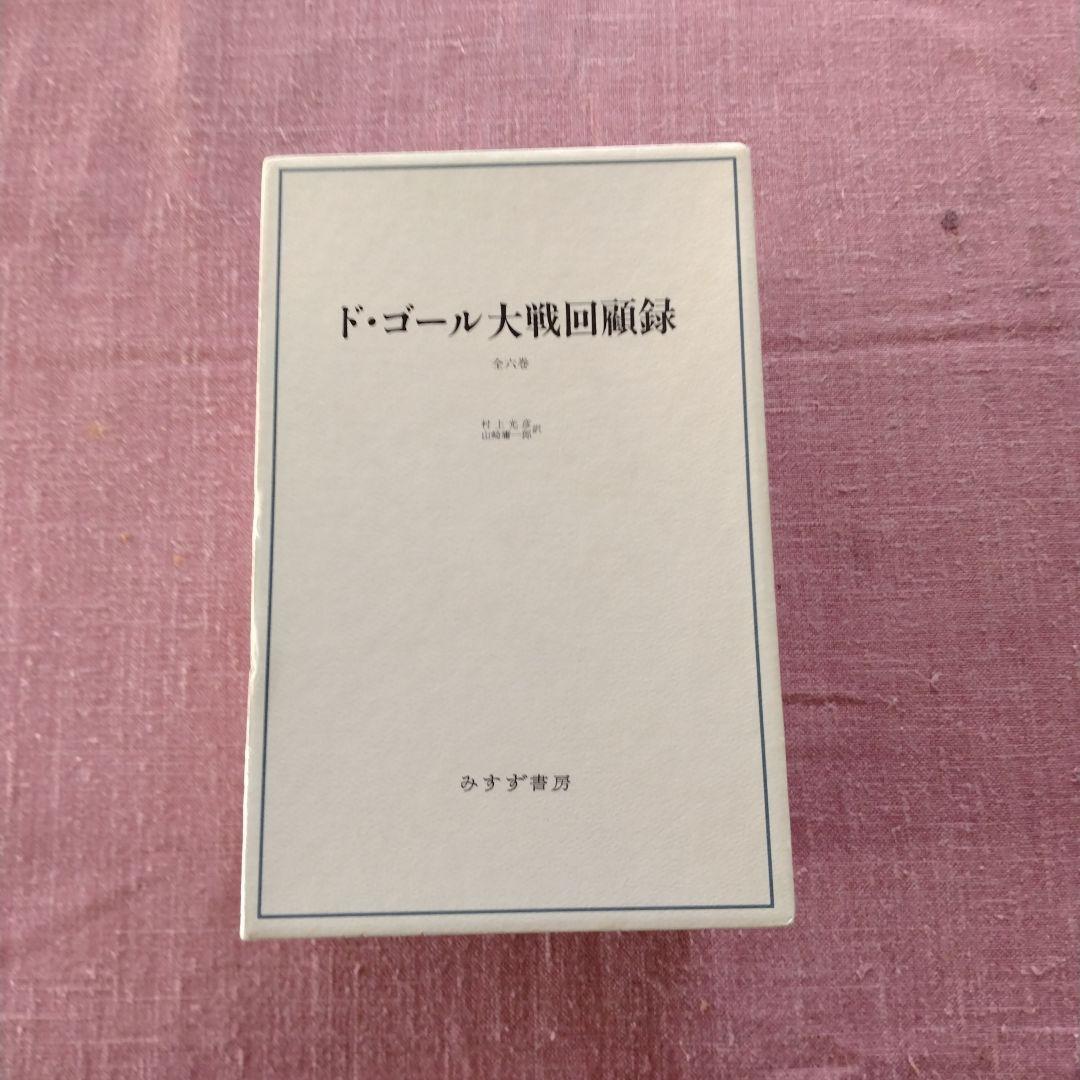 ド・ゴール大戦回顧録
全六巻
村上光彦
山崎庸一郎 訳
みすず書房